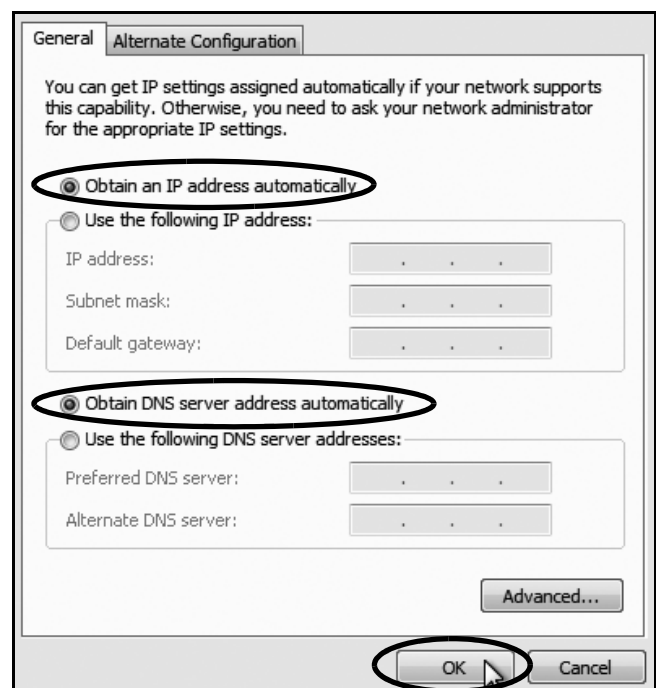 General Alternate Configuration
You can get IP settings assigned automatically if your network supports
this capability. Otherwise, you need to ask your network administrator
for the appropriate IP settings.
Obtain an IP address automatically
Use the following IP address:
IP address: . . .
Subnet mask: . . .
Default gateway: . . .
Obtain DNS server address automatically
Use the following DNS server addresses:
Preferred DNS server: . . .
Alternate DNS server: . . .
Advanced...
OK Cancel